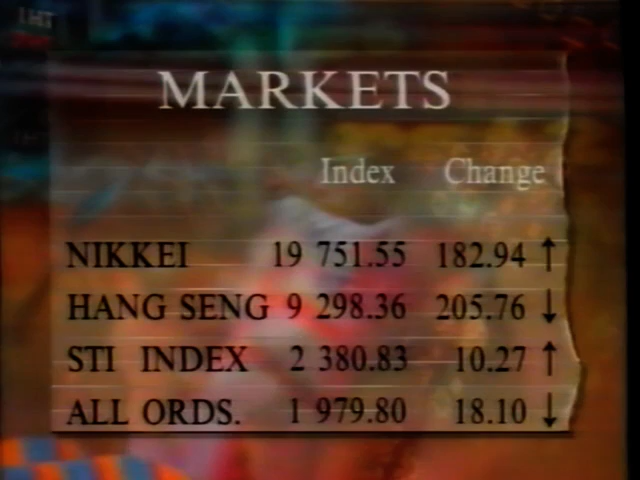 MARKETS
Index Change
NIKKEI 19 751.55 182.94 ↑
HANG SENG 9 298.36 205.76 ↓
STI INDEX 2 380.83 10.27 ↑
ALL ORDS. 1 979.80 18.10 ↓